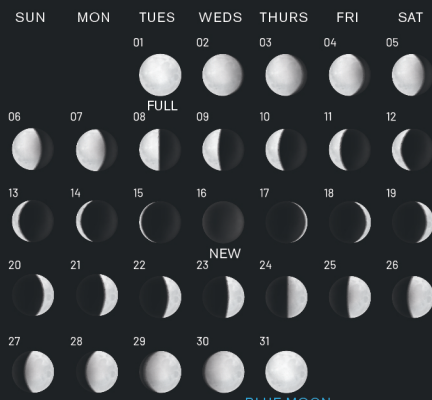 SUN MON TUES WEDS THURS FRI SAT
01 02 03 04 05
FULL
06 07 08 09 10 11 12
13 14 15 16 17 18 19
NEW
20 21 22 23 24 25 26
27 28 29 30 31
BLUE MOON